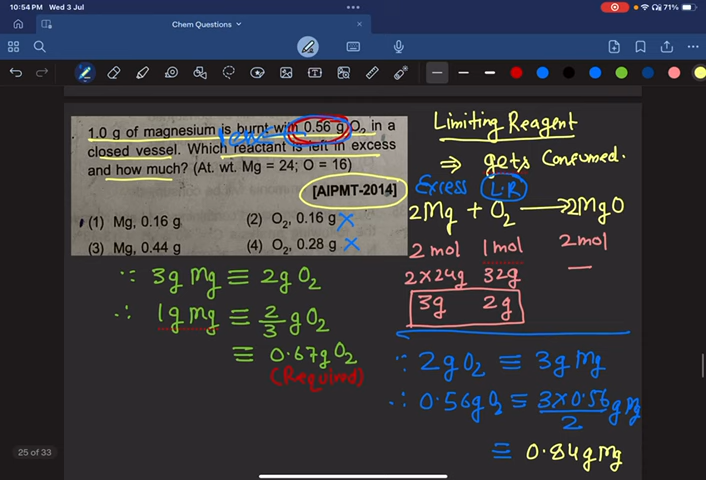 10:54 PM Wed 3 Jul
71%
Chem Questions
1.0 g of magnesium is burnt with 0.56 g O₂ in a
closed vessel. Which reactant is left in excess
and how much? (At. wt. Mg = 24; O = 16)
[AIPMT-2014]
(1) Mg, 0.16 g
(2) O₂, 0.16 g
(3) Mg, 0.44 g
(4) O₂, 0.28 g
∵ 3g Mg ≡ 2g O₂
∴ 1g mg ≡ 2/3 g O₂
≡ 0.67g O₂
(Required)
Limiting Reagent
⇒ gets Consumed.
Excess L.R
2Mg + O₂ → 2MgO
2 mol 1mol 2mol
2×24g 32g —
3g 2g
∵ 2g O₂ ≡ 3g Mg
∴ 0.56g O₂ ≡ 3×0.56/2 g Mg
≡ 0.84g Mg
25 of 33